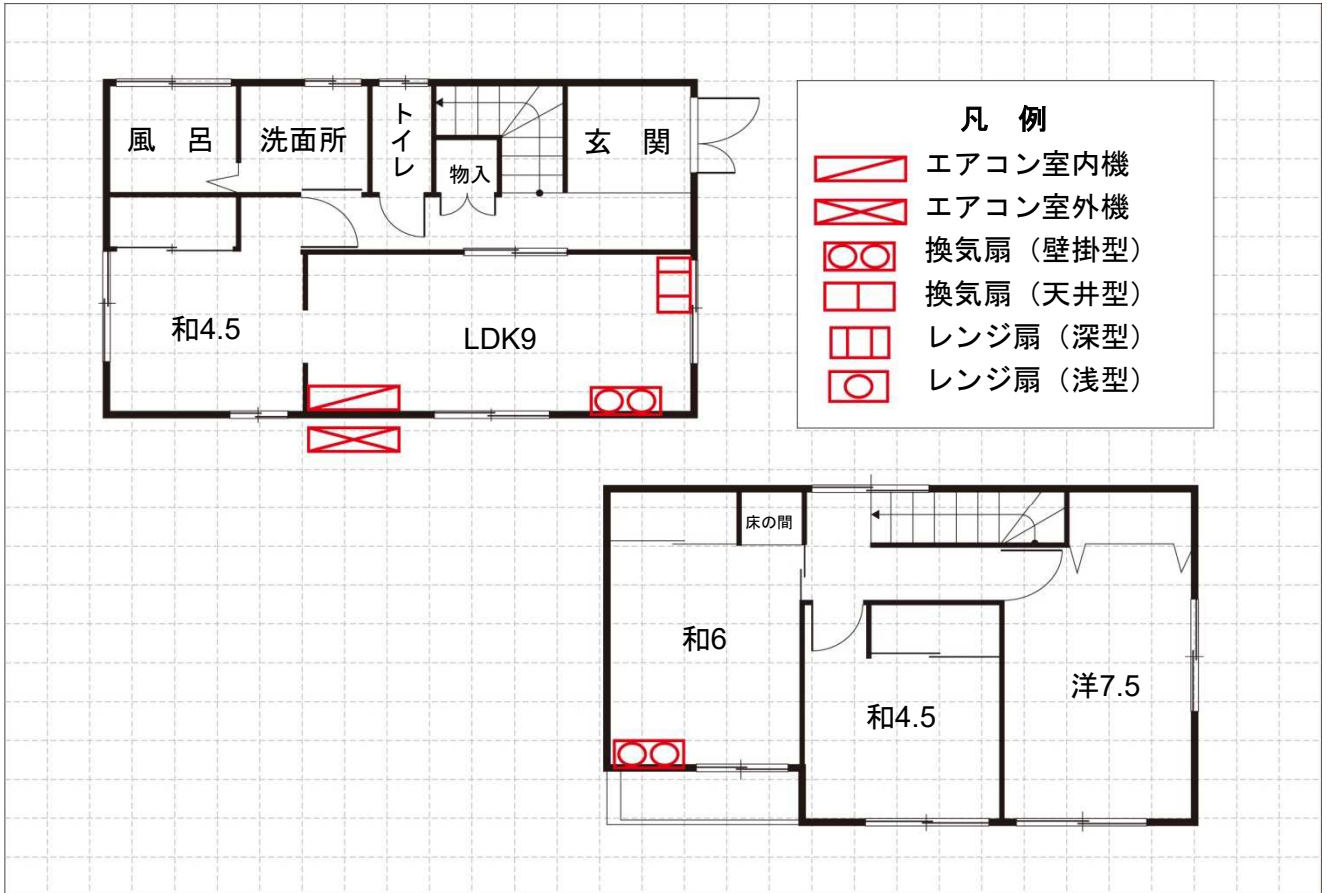 風 呂
洗面所
トイレ
物入
玄 関
和4.5
LDK9
凡 例
エアコン室内機
エアコン室外機
換気扇（壁掛型）
換気扇（天井型）
レンジ扇（深型）
レンジ扇（浅型）
床の間
和6
和4.5
洋7.5